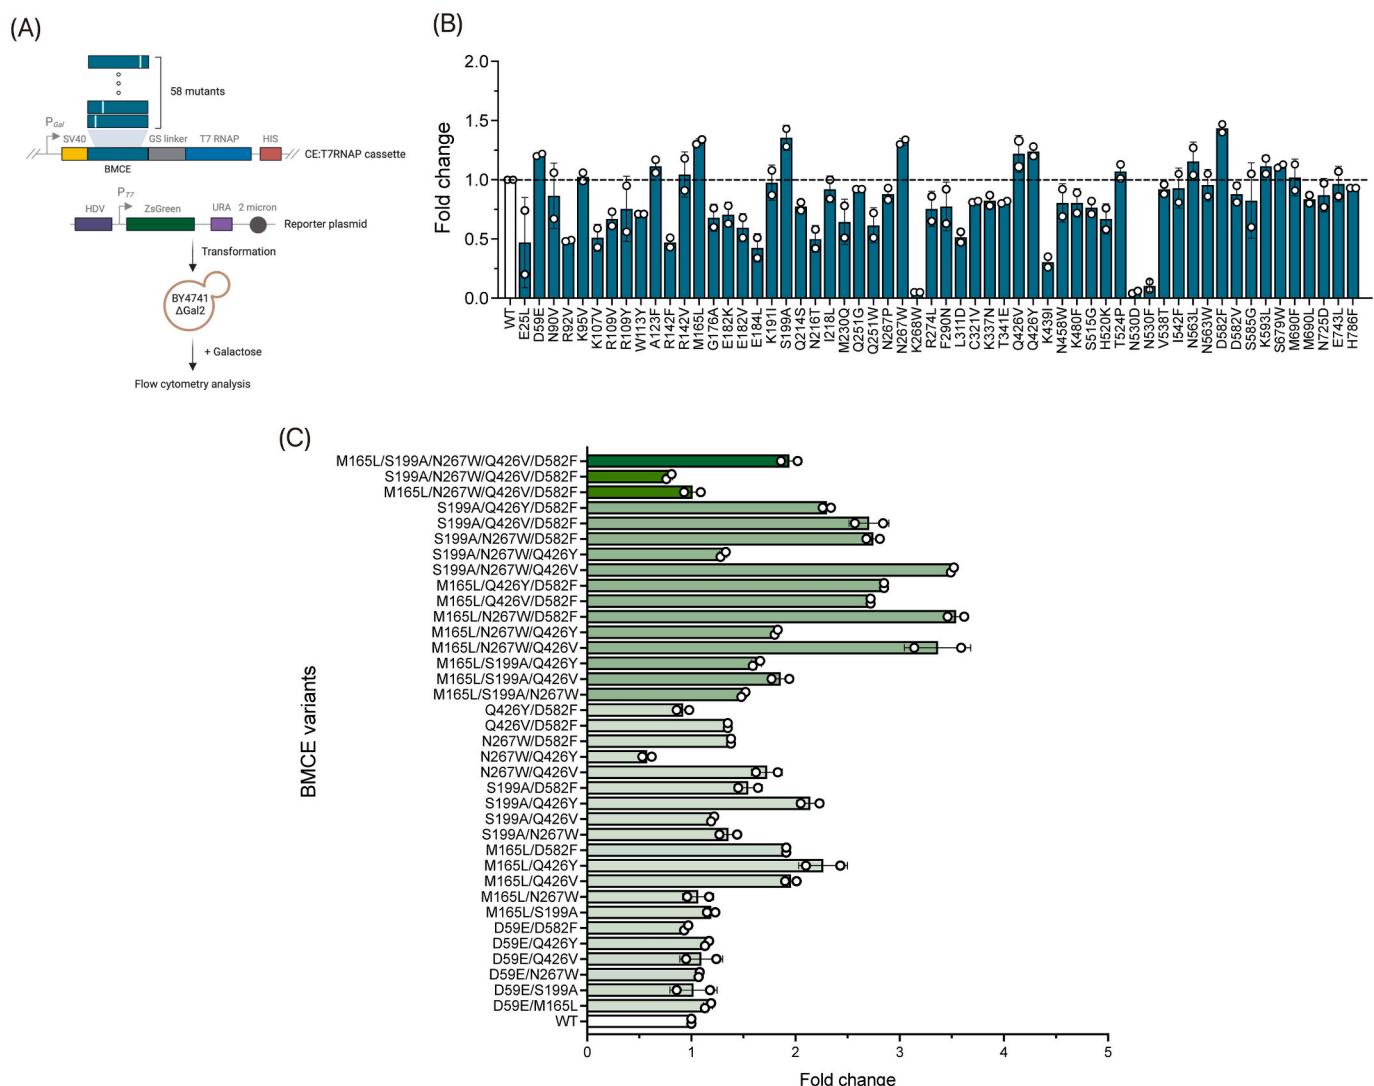 (A)
58 mutants
PGal
SV40
GS linker
T7 RNAP
HIS
CE:T7RNAP cassette
BMCE
PT7
HDV
ZsGreen
URA
2 micron
Reporter plasmid
Transformation
BY4741
ΔGal2
+ Galactose
Flow cytometry analysis
(B)
Fold change
2.0
1.5
1.0
0.5
0.0
WT
E25L
D59E
N90V
R92V
K95V
K107V
R109V
R109Y
W113Y
A123F
R142F
R142V
M165L
G176A
E182K
E182V
E184L
K191I
S199A
Q214S
N216T
I218L
M230Q
Q251G
Q251W
N267P
N267W
K268W
R274L
F290N
L311D
C321V
K337N
T341E
Q426V
Q426Y
K439I
N458W
K480F
S515G
H520K
T524P
N530D
N530F
V538T
I542F
N563L
N563W
D582F
D582V
S585G
K593L
S679W
M690F
M690L
N725D
E743L
H786F
(C)
BMCE variants
M165L/S199A/N267W/Q426V/D582F
S199A/N267W/Q426V/D582F
M165L/N267W/Q426V/D582F
S199A/Q426Y/D582F
S199A/Q426V/D582F
S199A/N267W/D582F
S199A/N267W/Q426Y
S199A/N267W/Q426V
M165L/Q426Y/D582F
M165L/Q426V/D582F
M165L/N267W/D582F
M165L/N267W/Q426Y
M165L/N267W/Q426V
M165L/S199A/Q426Y
M165L/S199A/Q426V
M165L/S199A/N267W
Q426Y/D582F
Q426V/D582F
N267W/D582F
N267W/Q426Y
N267W/Q426V
S199A/D582F
S199A/Q426Y
S199A/Q426V
S199A/N267W
M165L/D582F
M165L/Q426Y
M165L/Q426V
M165L/N267W
M165L/S199A
D59E/D582F
D59E/Q426Y
D59E/Q426V
D59E/N267W
D59E/S199A
D59E/M165L
WT
0 1 2 3 4 5
Fold change